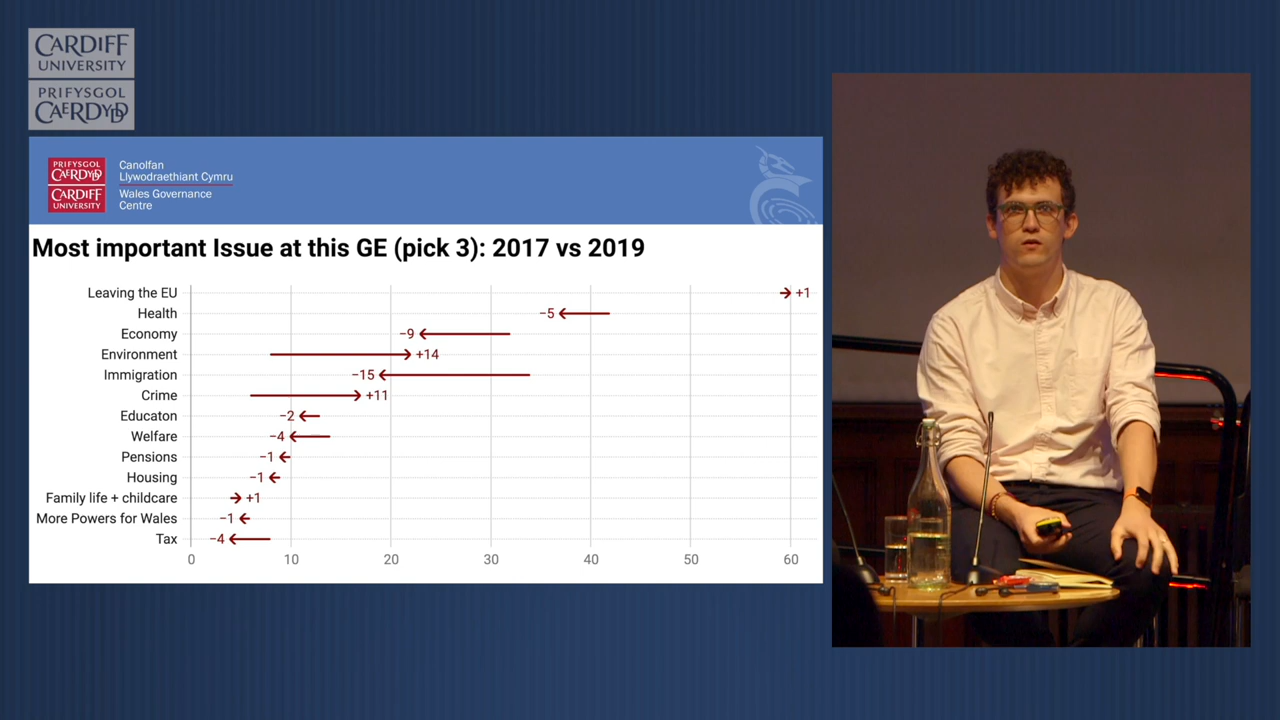 CARDIFF
UNIVERSITY
PRIFYSGOL
CAERDYDD
PRIFYSGOL
CAERDYDD
CARDIFF
UNIVERSITY
Canolfan
Llywodraethiant Cymru
Wales Governance
Centre
Most important Issue at this GE (pick 3): 2017 vs 2019
Leaving the EU +1
Health −5
Economy −9
Environment +14
Immigration −15
Crime +11
Educaton −2
Welfare −4
Pensions −1
Housing −1
Family life + childcare +1
More Powers for Wales −1
Tax −4
0 10 20 30 40 50 60